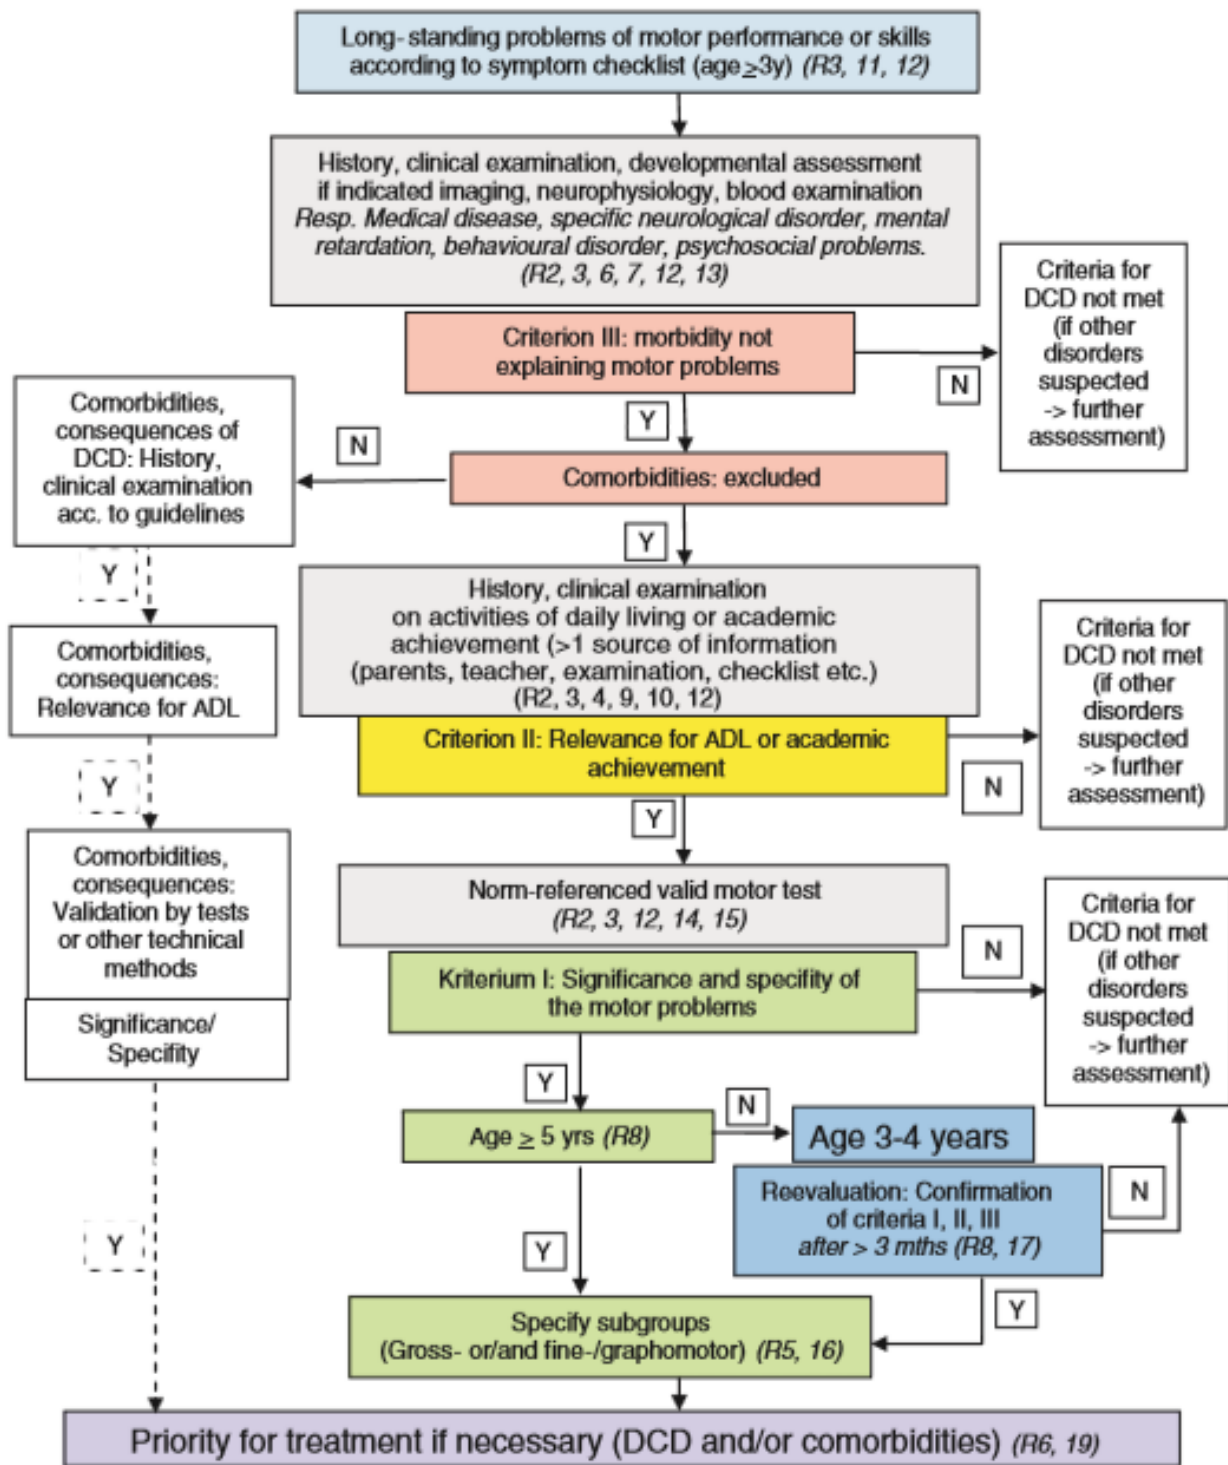 Long- standing problems of motor performance or skills
according to symptom checklist (age ≥3y) (R3, 11, 12)
History, clinical examination, developmental assessment
if indicated imaging, neurophysiology, blood examination
Resp. Medical disease, specific neurological disorder, mental
retardation, behavioural disorder, psychosocial problems.
(R2, 3, 6, 7, 12, 13)
Criterion III: morbidity not
explaining motor problems
N
Criteria for
DCD not met
(if other
disorders
suspected
-> further
assessment)
Y
Comorbidities: excluded
N
Comorbidities,
consequences of
DCD: History,
clinical examination
acc. to guidelines
Y
Comorbidities,
consequences:
Relevance for ADL
Y
Comorbidities,
consequences:
Validation by tests
or other technical
methods
Significance/
Specifity
Y
Y
History, clinical examination
on activities of daily living or academic
achievement (>1 source of information
(parents, teacher, examination, checklist etc.)
(R2, 3, 4, 9, 10, 12)
Criterion II: Relevance for ADL or academic
achievement
N
Criteria for
DCD not met
(if other
disorders
suspected
-> further
assessment)
Y
Norm-referenced valid motor test
(R2, 3, 12, 14, 15)
Kriterium I: Significance and specifity of
the motor problems
N
Criteria for
DCD not met
(if other
disorders
suspected
-> further
assessment)
Y
Age ≥ 5 yrs (R8)
N
Age 3-4 years
Reevaluation: Confirmation
of criteria I, II, III
after > 3 mths (R8, 17)
N
Y
Y
Specify subgroups
(Gross- or/and fine-/graphomotor) (R5, 16)
Priority for treatment if necessary (DCD and/or comorbidities) (R6, 19)